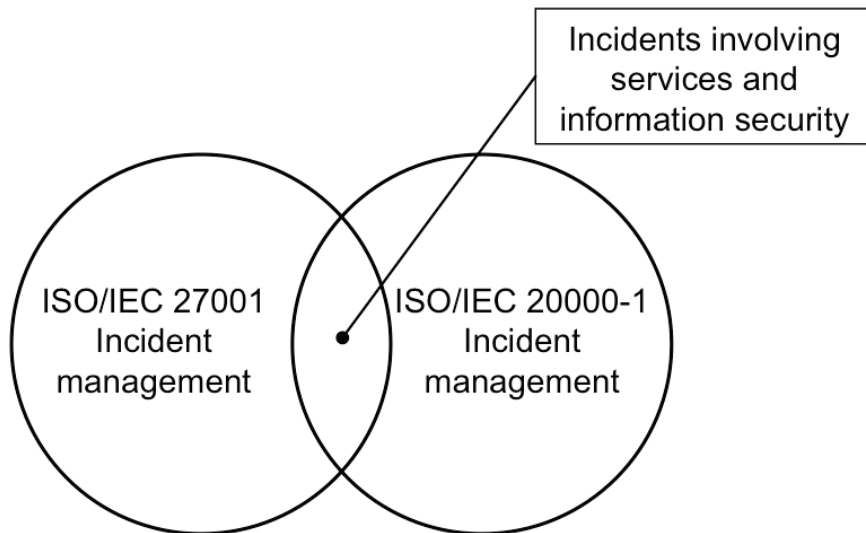 Incidents involving
services and
information security
ISO/IEC 27001
Incident
management
ISO/IEC 20000-1
Incident
management